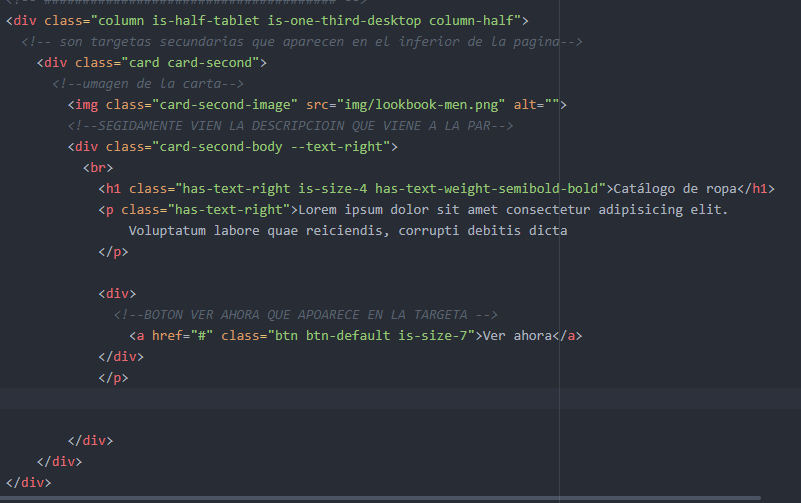 <!-- ##################################### -->
<div class="column is-half-tablet is-one-third-desktop column-half">
<!-- son targetas secundarias que aparecen en el inferior de la pagina-->
<div class="card card-second">
<!--umagen de la carta-->
<img class="card-second-image" src="img/lookbook-men.png" alt="">
<!--SEGIDAMENTE VIEN LA DESCRIPCIOIN QUE VIENE A LA PAR-->
<div class="card-second-body --text-right">
<br>
<h1 class="has-text-right is-size-4 has-text-weight-semibold-bold">Catálogo de ropa</h1>
<p class="has-text-right">Lorem ipsum dolor sit amet consectetur adipisicing elit.
Voluptatum labore quae reiciendis, corrupti debitis dicta
</p>
<div>
<!--BOTON VER AHORA QUE APOARECE EN LA TARGETA -->
<a href="#" class="btn btn-default is-size-7">Ver ahora</a>
</div>
</p>
</div>
</div>
</div>